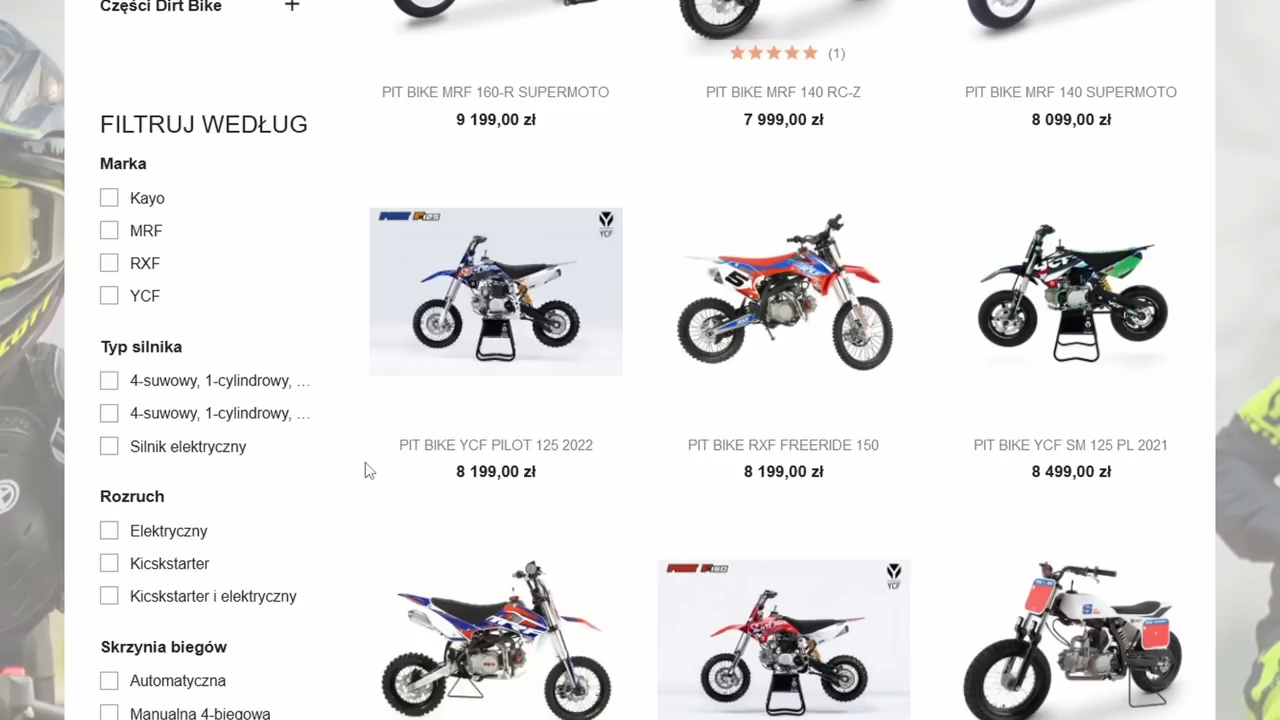 Części Dirt Bike +
(1)
PIT BIKE MRF 160-R SUPERMOTO
PIT BIKE MRF 140 RC-Z
PIT BIKE MRF 140 SUPERMOTO
9 199,00 zł
7 999,00 zł
8 099,00 zł
FILTRUJ WEDŁUG
Marka
Kayo
MRF
RXF
YCF
Typ silnika
4-suwowy, 1-cylindrowy, ...
4-suwowy, 1-cylindrowy, ...
Silnik elektryczny
Rozruch
Elektryczny
Kicskstarter
Kicskstarter i elektryczny
Skrzynia biegów
Automatyczna
Manualna 4-biegowa
YCF
5
PIT BIKE YCF PILOT 125 2022
PIT BIKE RXF FREERIDE 150
PIT BIKE YCF SM 125 PL 2021
8 199,00 zł
8 199,00 zł
8 499,00 zł
YCF